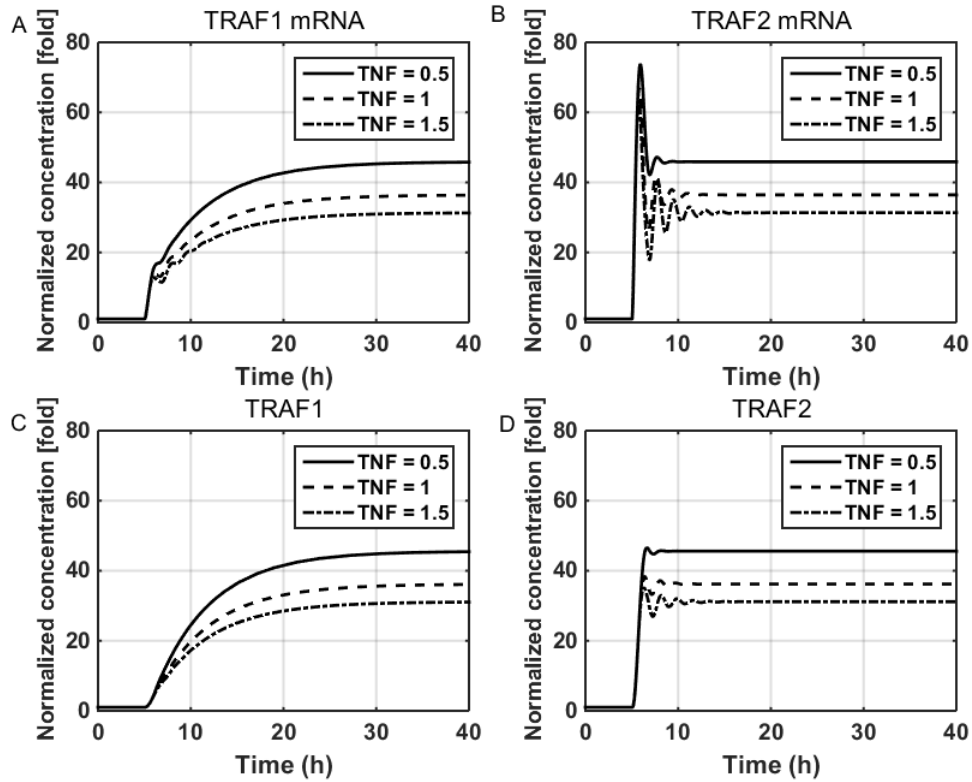 A
TRAF1 mRNA
Normalized concentration [fold]
80
60
40
20
0
TNF = 0.5
TNF = 1
TNF = 1.5
0 10 20 30 40
Time (h)
B
TRAF2 mRNA
Normalized concentration [fold]
80
60
40
20
0
TNF = 0.5
TNF = 1
TNF = 1.5
0 10 20 30 40
Time (h)
C
TRAF1
Normalized concentration [fold]
80
60
40
20
0
TNF = 0.5
TNF = 1
TNF = 1.5
0 10 20 30 40
Time (h)
D
TRAF2
Normalized concentration [fold]
80
60
40
20
0
TNF = 0.5
TNF = 1
TNF = 1.5
0 10 20 30 40
Time (h)